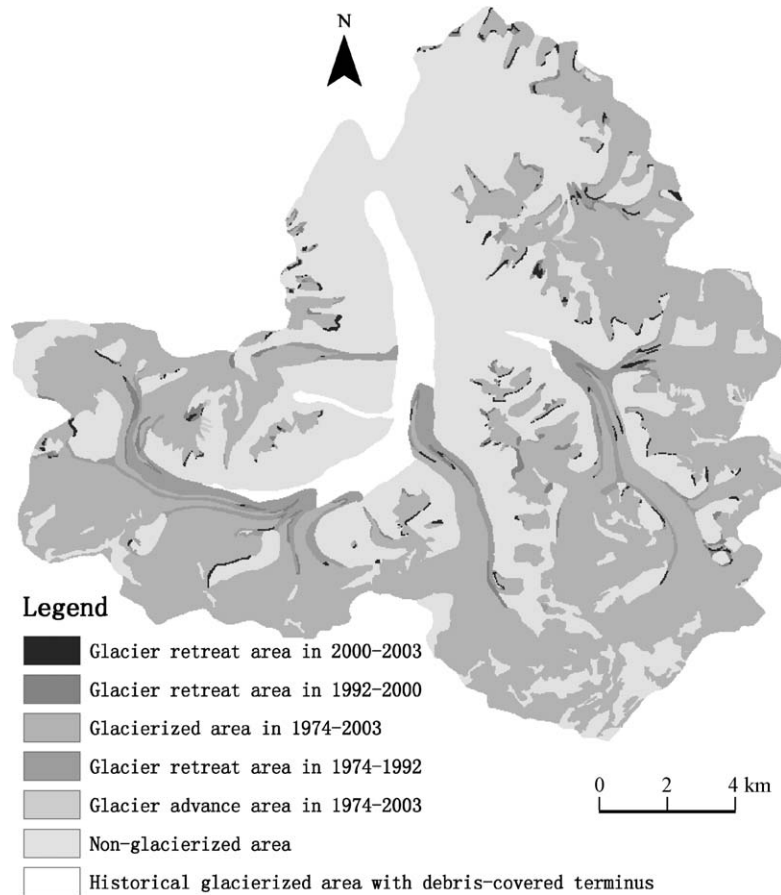 N
Legend
Glacier retreat area in 2000-2003
Glacier retreat area in 1992-2000
Glacierized area in 1974-2003
Glacier retreat area in 1974-1992
Glacier advance area in 1974-2003
Non-glacierized area
Historical glacierized area with debris-covered terminus
0 2 4 km